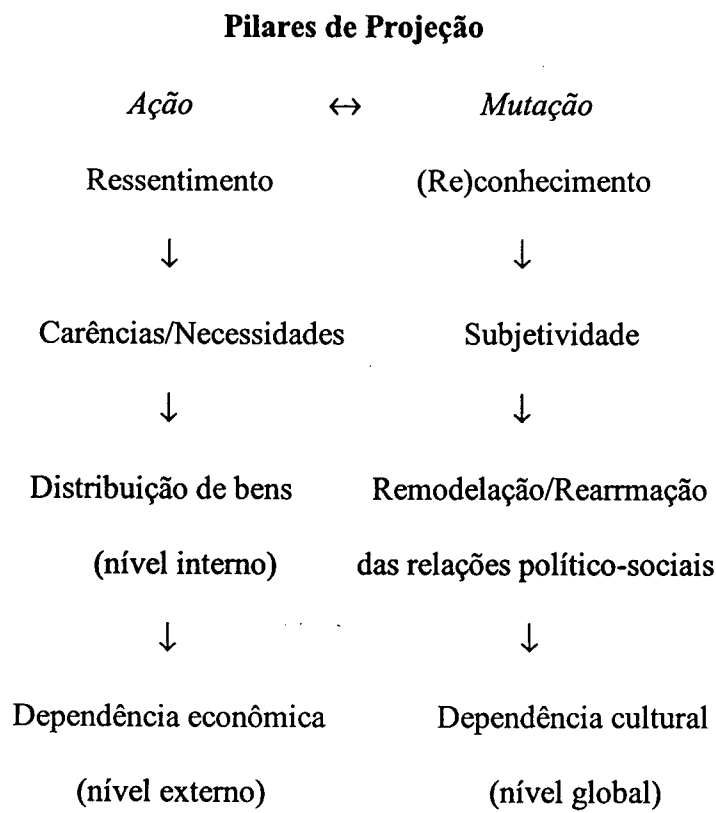 Pilares de Projeção
Ação ↔ Mutação
Ressentimento (Re)conhecimento
↓ ↓
Carências/Necessidades Subjetividade
↓ ↓
Distribuição de bens Remodelação/Rearrmação
(nível interno) das relações político-sociais
↓ ↓
Dependência econômica Dependência cultural
(nível externo) (nível global)